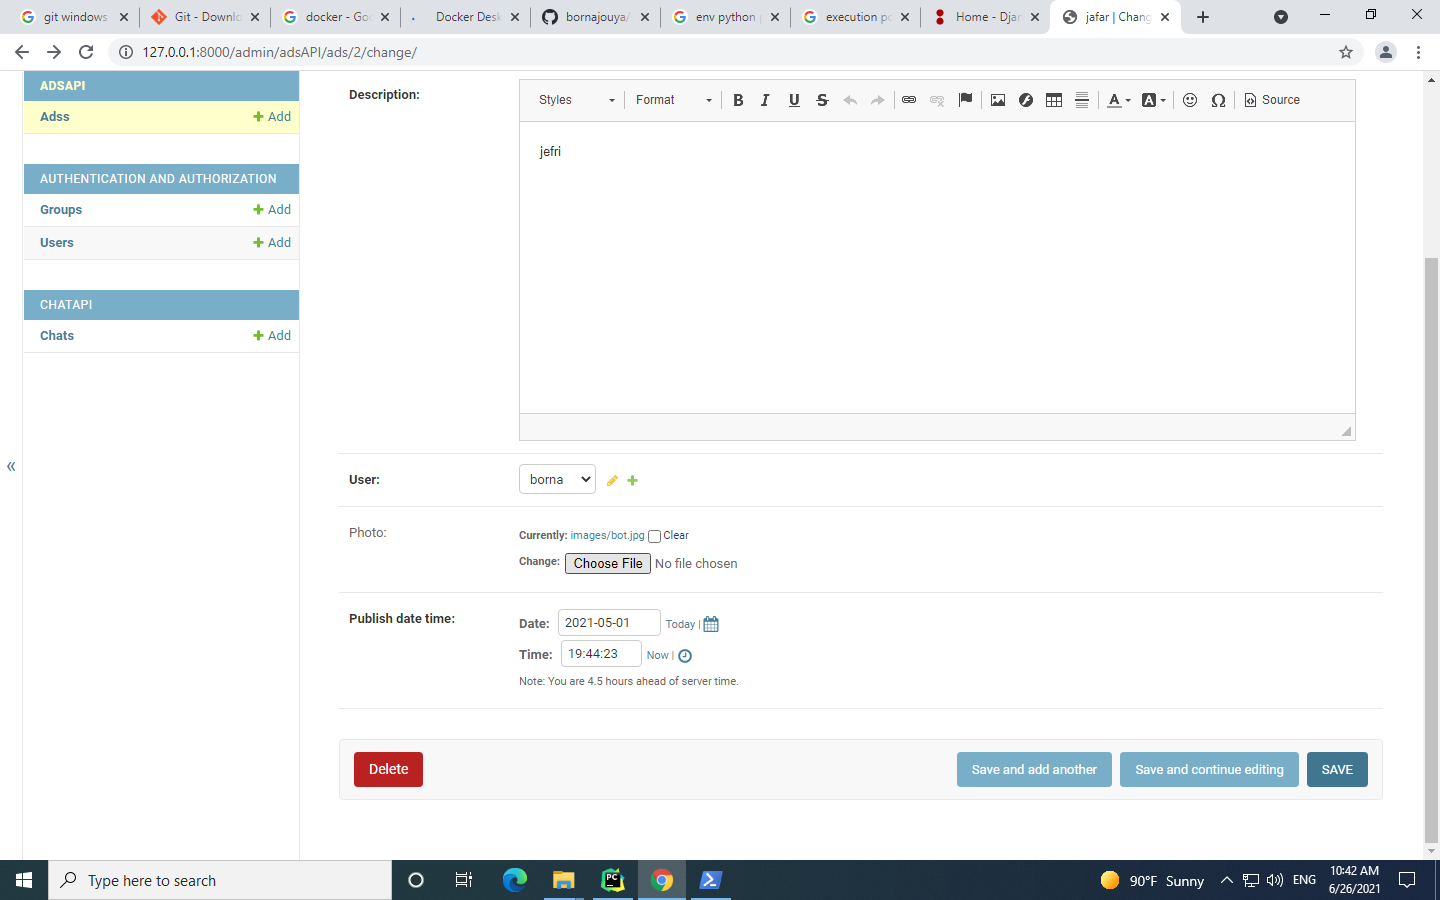 git windows
Git - Downlo
docker - Goo
Docker Desk
bornajouya/
env python
execution po
Home - Djan
jafar | Chang
127.0.0.1:8000/admin/adsAPI/ads/2/change/
ADSAPI
Adss
Add
AUTHENTICATION AND AUTHORIZATION
Groups
Add
Users
Add
CHATAPI
Chats
Add
«
Description:
Styles
Format
B I U S
A A
Ω
Source
jefri
User:
borna
Photo:
Currently: images/bot.jpg Clear
Change: Choose File No file chosen
Publish date time:
Date: 2021-05-01 Today |
Time: 19:44:23 Now |
Note: You are 4.5 hours ahead of server time.
Delete
Save and add another
Save and continue editing
SAVE
Type here to search
PC
90°F Sunny
ENG
10:42 AM
6/26/2021